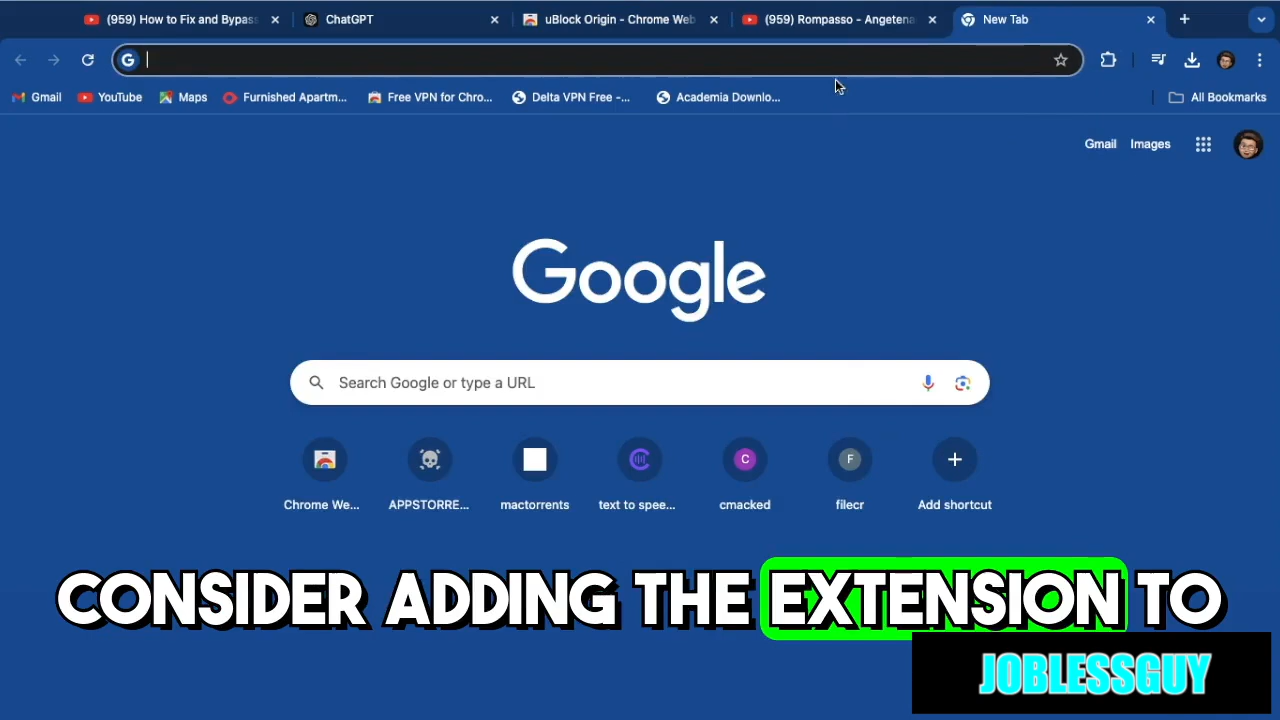 (959) How to Fix and Bypass
ChatGPT
uBlock Origin - Chrome Web
(959) Rompasso - Angetena
New Tab
G
Gmail
YouTube
Maps
Furnished Apartm...
Free VPN for Chro...
Delta VPN Free -...
Academia Downlo...
All Bookmarks
Gmail
Images
Google
Search Google or type a URL
C
F
Chrome We...
APPSTORRE...
mactorrents
text to spee...
cmacked
filecr
Add shortcut
CONSIDER ADDING THE EXTENSION TO
JOBLESSGUY